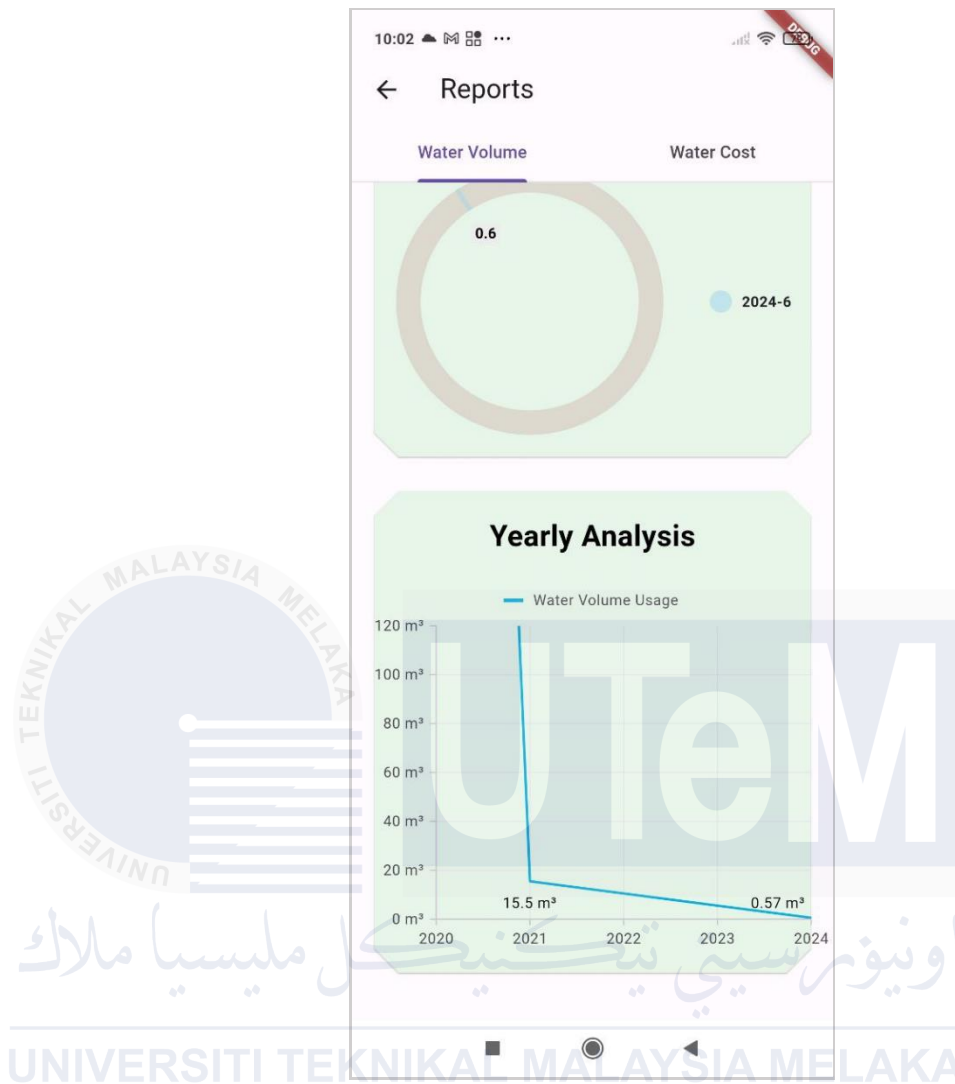 10:02
DEBUG
Reports
Water Volume
Water Cost
0.6
2024-6
Yearly Analysis
Water Volume Usage
120 m³
100 m³
80 m³
60 m³
40 m³
20 m³
0 m³
15.5 m³
0.57 m³
2020
2021
2022
2023
2024
UNIVERSITI TEKNIKAL MALAYSIA MELAKA
UTeM
اونيۏرسيتي تيكنيكل مليسيا ملاك
UNIVERSITI TEKNIKAL MALAYSIA MELAKA